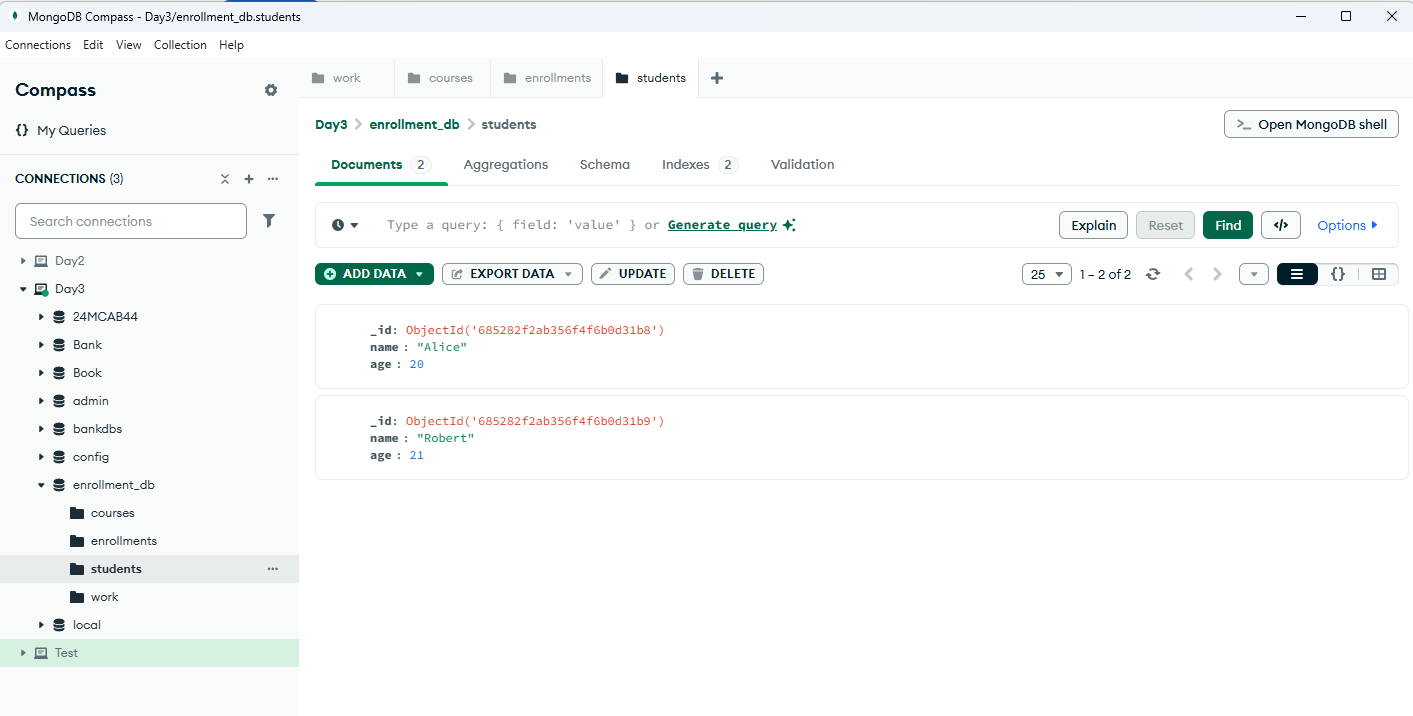 MongoDB Compass - Day3/enrollment_db.students
Connections Edit View Collection Help
Compass
{} My Queries
CONNECTIONS (3)
Search connections
Day2
Day3
24MCAB44
Bank
Book
admin
bankdbs
config
enrollment_db
courses
enrollments
students
work
local
Test
work courses enrollments students +
Day3 > enrollment_db > students
>_ Open MongoDB shell
Documents 2 Aggregations Schema Indexes 2 Validation
Type a query: { field: 'value' } or Generate query
Explain Reset Find </> Options
ADD DATA EXPORT DATA UPDATE DELETE
25 1 – 2 of 2 {}
_id: ObjectId('685282f2ab356f4f6b0d31b8')
name : "Alice"
age : 20
_id: ObjectId('685282f2ab356f4f6b0d31b9')
name : "Robert"
age : 21